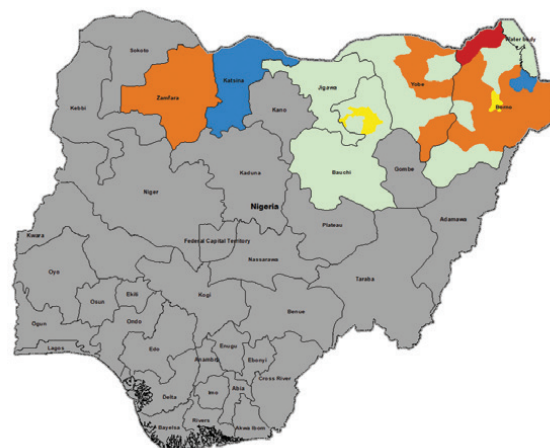 Sokoto
Water Body
Katsina
Zamfara
Yobe
Jigawa
Borno
Kebbi
Kano
Bauchi
Gombe
Kaduna
Niger
Nigeria
Plateau
Adamawa
Kwara
Federal Capital Territory
Nassarawa
Oyo
Taraba
Kogi
Osun
Ekiti
Benue
Ogun
Ondo
Lagos
Edo
Enugu
Anambra
Ebonyi
Cross River
Imo
Abia
Delta
Bayelsa
Rivers
Akwa Ibom